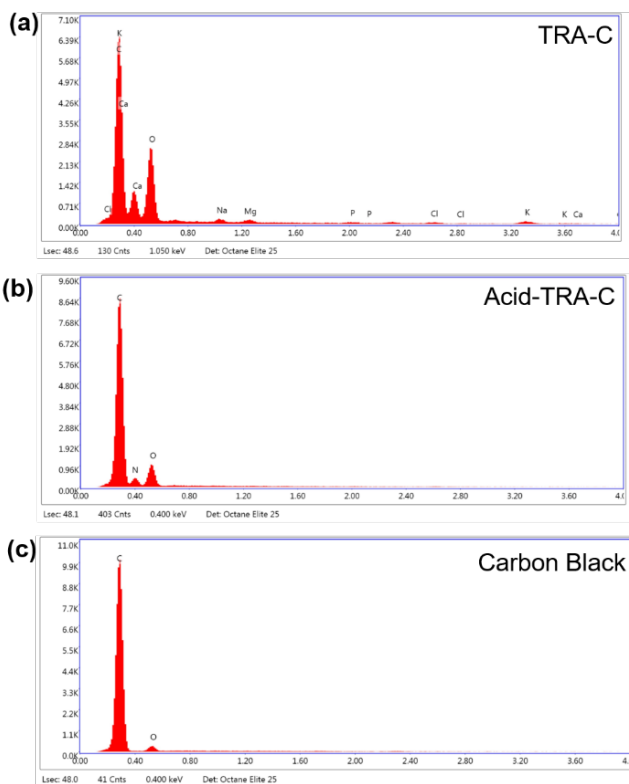 (a)
TRA-C
7.10K
6.39K
5.68K
4.97K
4.26K
3.55K
2.84K
2.13K
1.42K
0.71K
0.00K
K
C
Ca
Ca
O
Na
Mg
P
P
Cl
Cl
K
K
Ca
0.00 0.40 0.80 1.20 1.60 2.00 2.40 2.80 3.20 3.60 4.0
Lsec: 48.6 130 Cnts 1.050 keV Det: Octane Elite 25
(b)
Acid-TRA-C
9.60K
8.64K
7.68K
6.72K
5.76K
4.80K
3.84K
2.88K
1.92K
0.96K
0.00K
C
N
O
0.00 0.40 0.80 1.20 1.60 2.00 2.40 2.80 3.20 3.60 4.0
Lsec: 48.1 403 Cnts 0.400 keV Det: Octane Elite 25
(c)
Carbon Black
11.0K
9.9K
8.8K
7.7K
6.6K
5.5K
4.4K
3.3K
2.2K
1.1K
0.0K
C
O
0.00 0.40 0.80 1.20 1.60 2.00 2.40 2.80 3.20 3.60 4.0
Lsec: 48.0 41 Cnts 0.400 keV Det: Octane Elite 25